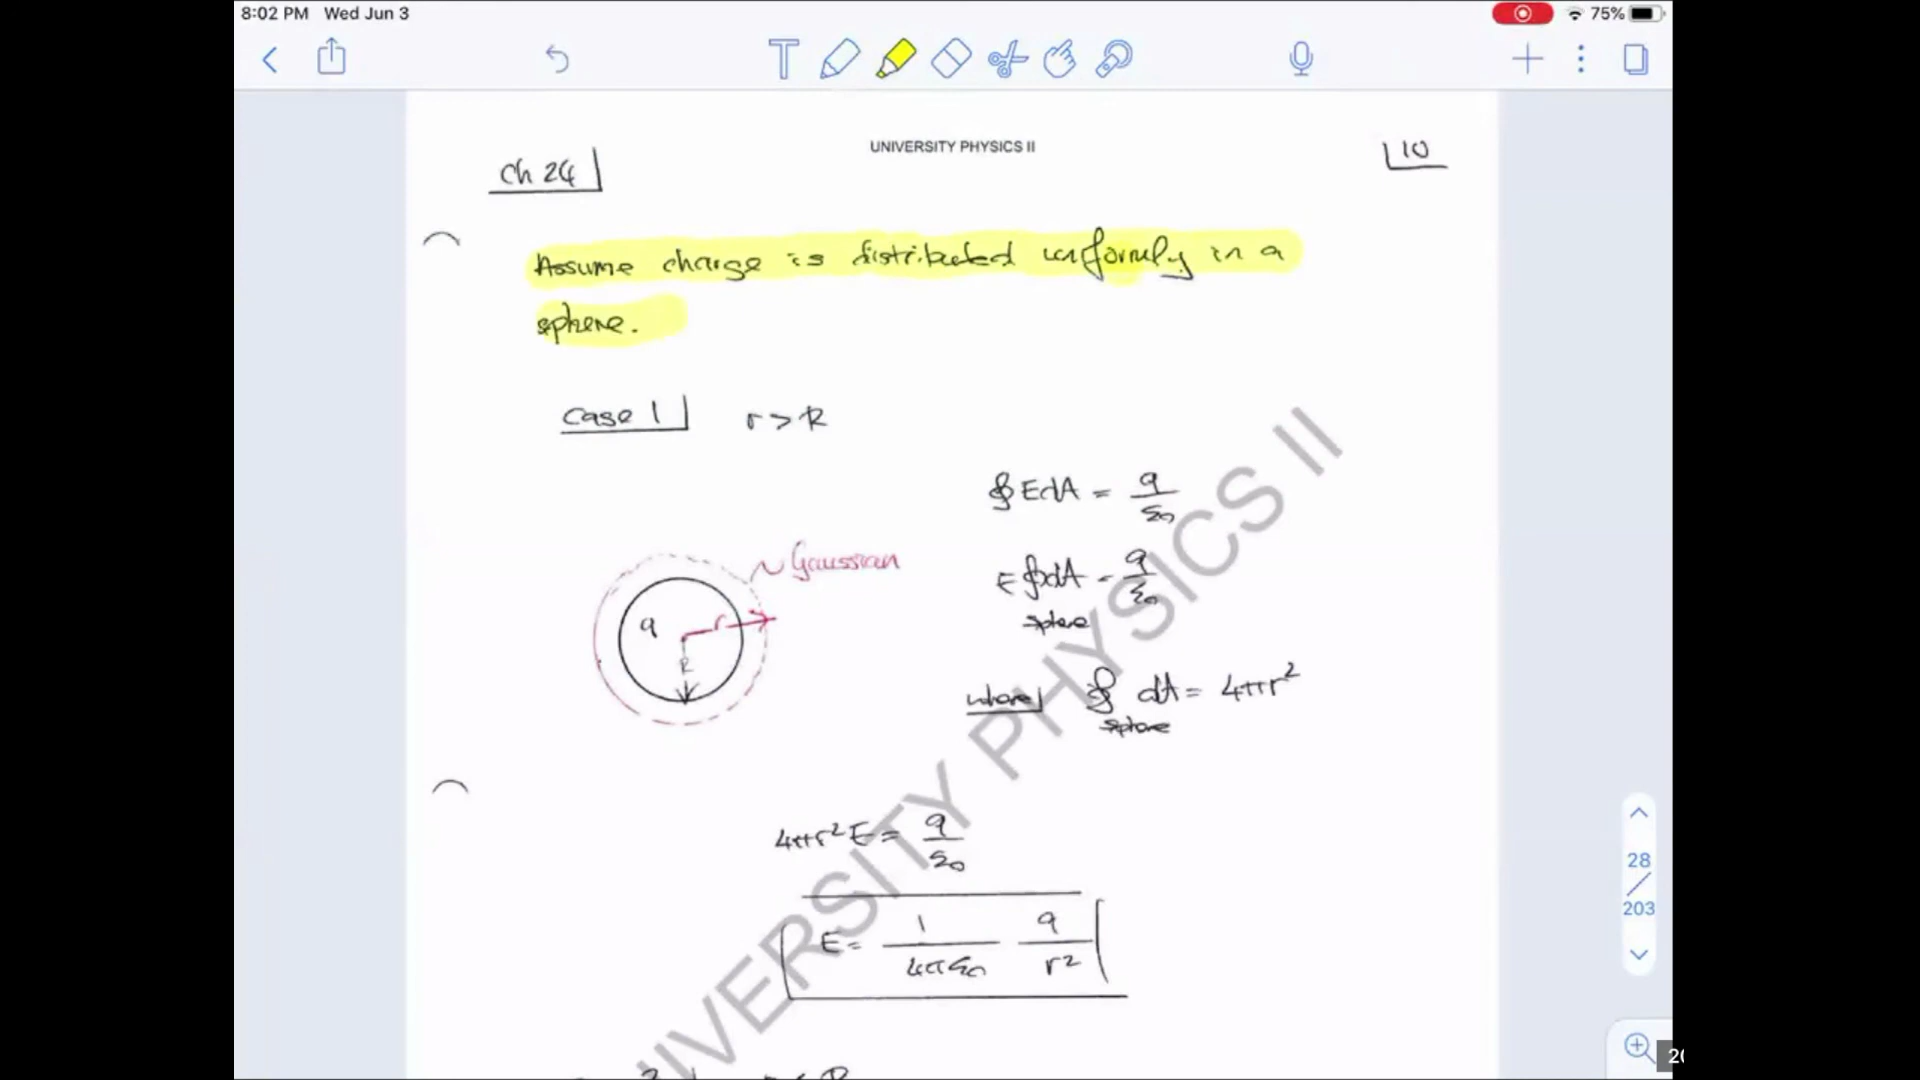 8:02 PM Wed Jun 3
75%
UNIVERSITY PHYSICS II
Ch 24
10
Assume charge is distributed uniformly in a
sphere.
Case 1 r > R
∮ E dA = q/ε₀
Gaussian
E ∮ dA = q/ε₀
sphere
q
r
R
where ∮ dA = 4πr²
sphere
4πr² E = q/ε₀
E = 1/4πε₀ q/r²
28
203
UNIVERSITY PHYSICS II